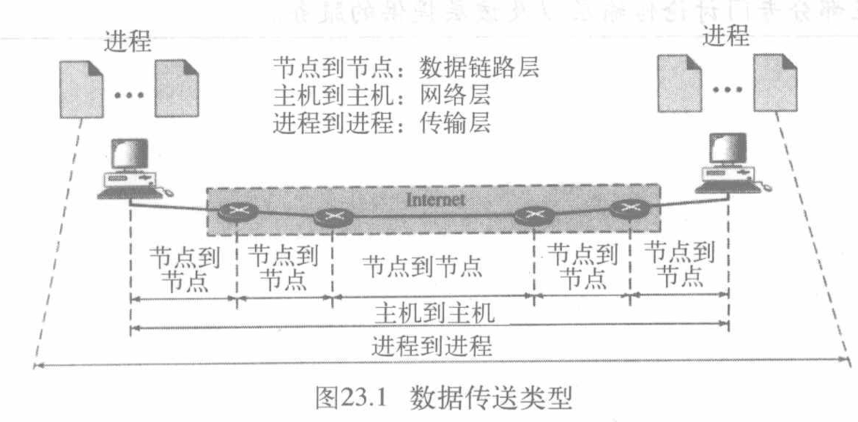 进程
进程
节点到节点：数据链路层
主机到主机：网络层
进程到进程：传输层
Internet
节点到
节点
节点到
节点
节点到节点
节点到
节点
节点到
节点
主机到主机
进程到进程
图23.1 数据传送类型